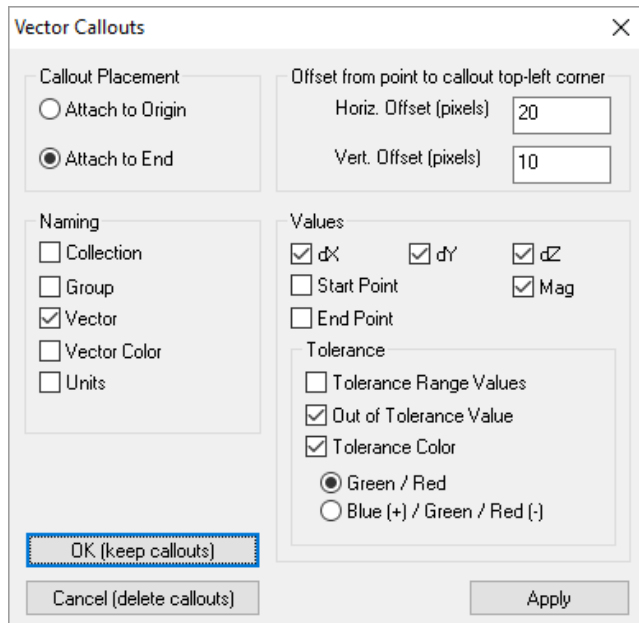 Vector Callouts
Callout Placement
Attach to Origin
Attach to End
Offset from point to callout top-left corner
Horiz. Offset (pixels) 20
Vert. Offset (pixels) 10
Naming
Collection
Group
Vector
Vector Color
Units
Values
dX dY dZ
Start Point Mag
End Point
Tolerance
Tolerance Range Values
Out of Tolerance Value
Tolerance Color
Green / Red
Blue (+) / Green / Red (-)
OK (keep callouts)
Cancel (delete callouts) Apply